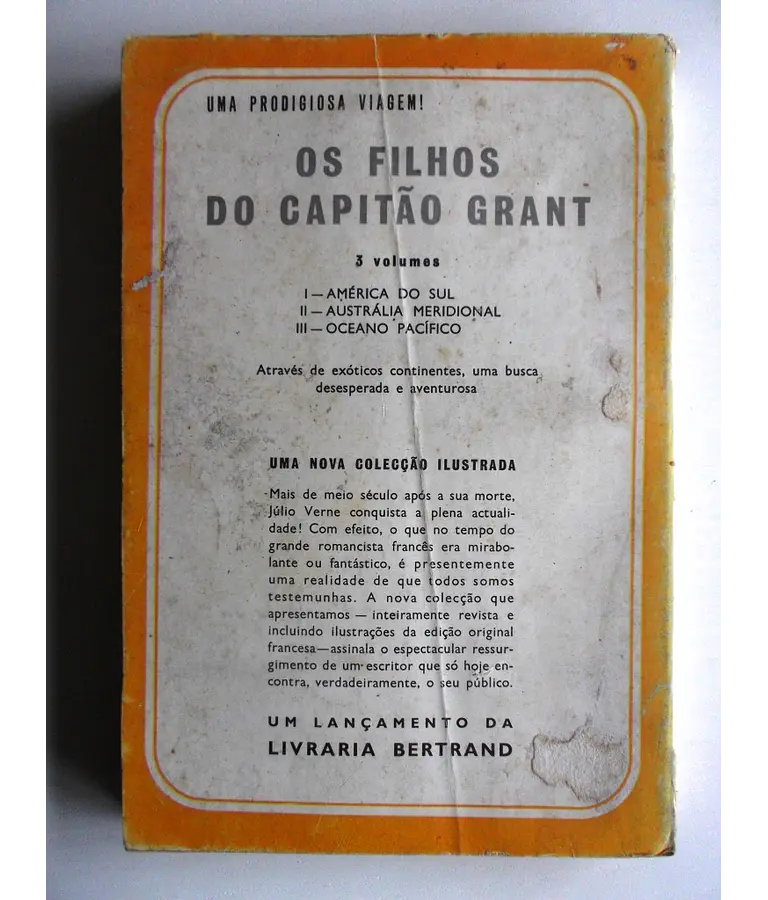 UMA PRODIGIOSA VIAGEM!
OS FILHOS
DO CAPITÃO GRANT
3 volumes
I—AMÉRICA DO SUL
II—AUSTRÁLIA MERIDIONAL
III—OCEANO PACÍFICO
Através de exóticos continentes, uma busca
desesperada e aventurosa
UMA NOVA COLECÇÃO ILUSTRADA
Mais de meio século após a sua morte,
Júlio Verne conquista a plena actuali-
dade! Com efeito, o que no tempo do
grande romancista francês era mirabo-
lante ou fantástico, é presentemente
uma realidade de que todos somos
testemunhas. A nova colecção que
apresentamos — inteiramente revista e
incluindo ilustrações da edição original
francesa—assinala o espectacular ressur-
gimento de um escritor que só hoje en-
contra, verdadeiramente, o seu público.
UM LANÇAMENTO DA
LIVRARIA BERTRAND